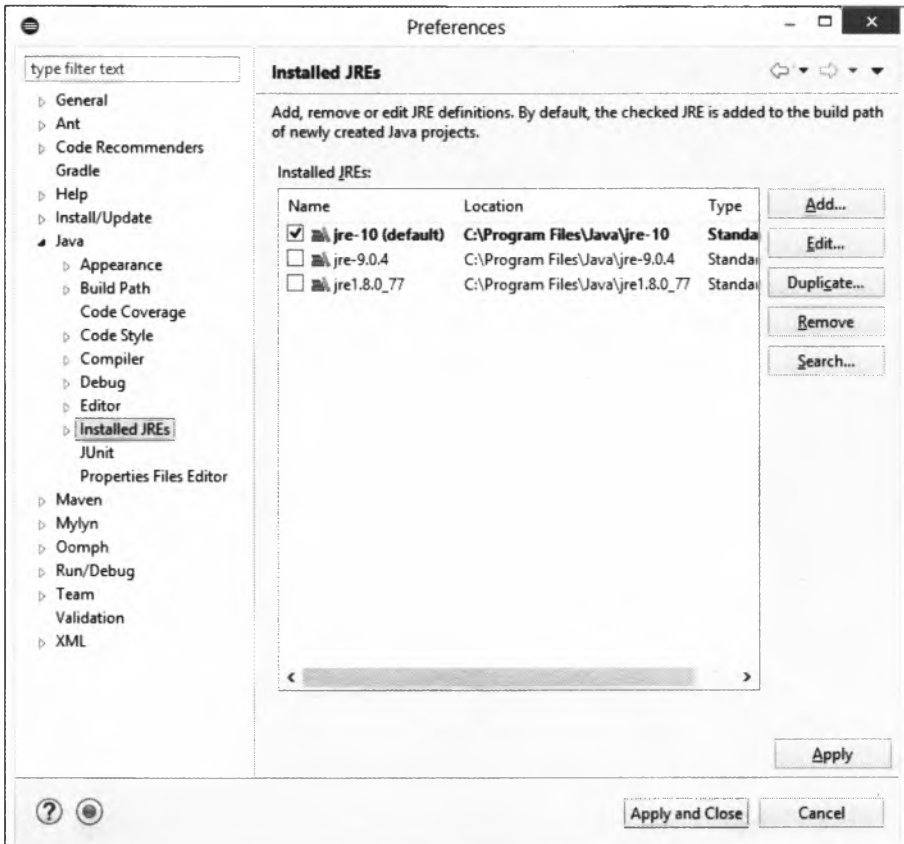 Preferences
type filter text
General
Ant
Code Recommenders
Gradle
Help
Install/Update
Java
Appearance
Build Path
Code Coverage
Code Style
Compiler
Debug
Editor
Installed JREs
JUnit
Properties Files Editor
Maven
Mylyn
Oomph
Run/Debug
Team
Validation
XML
Installed JREs
Add, remove or edit JRE definitions. By default, the checked JRE is added to the build path
of newly created Java projects.
Installed JREs:
Name Location Type
jre-10 (default) C:\Program Files\Java\jre-10 Standa
jre-9.0.4 C:\Program Files\Java\jre-9.0.4 Standa
jre1.8.0_77 C:\Program Files\Java\jre1.8.0_77 Standa
Add...
Edit...
Duplicate...
Remove
Search...
Apply
Apply and Close Cancel